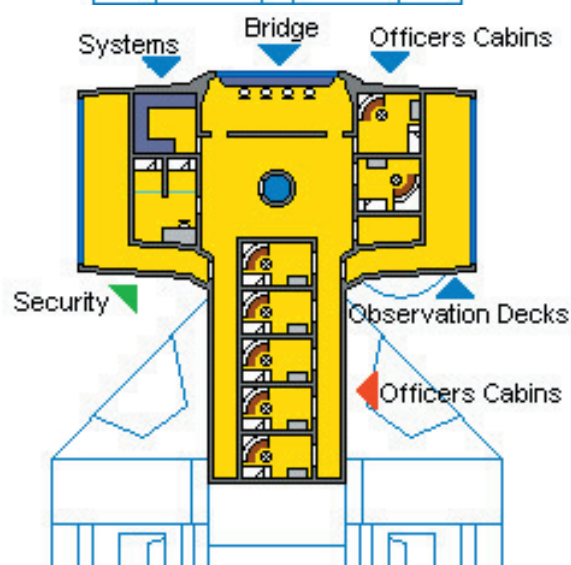 Bridge
Systems
Officers Cabins
Security
Observation Decks
Officers Cabins